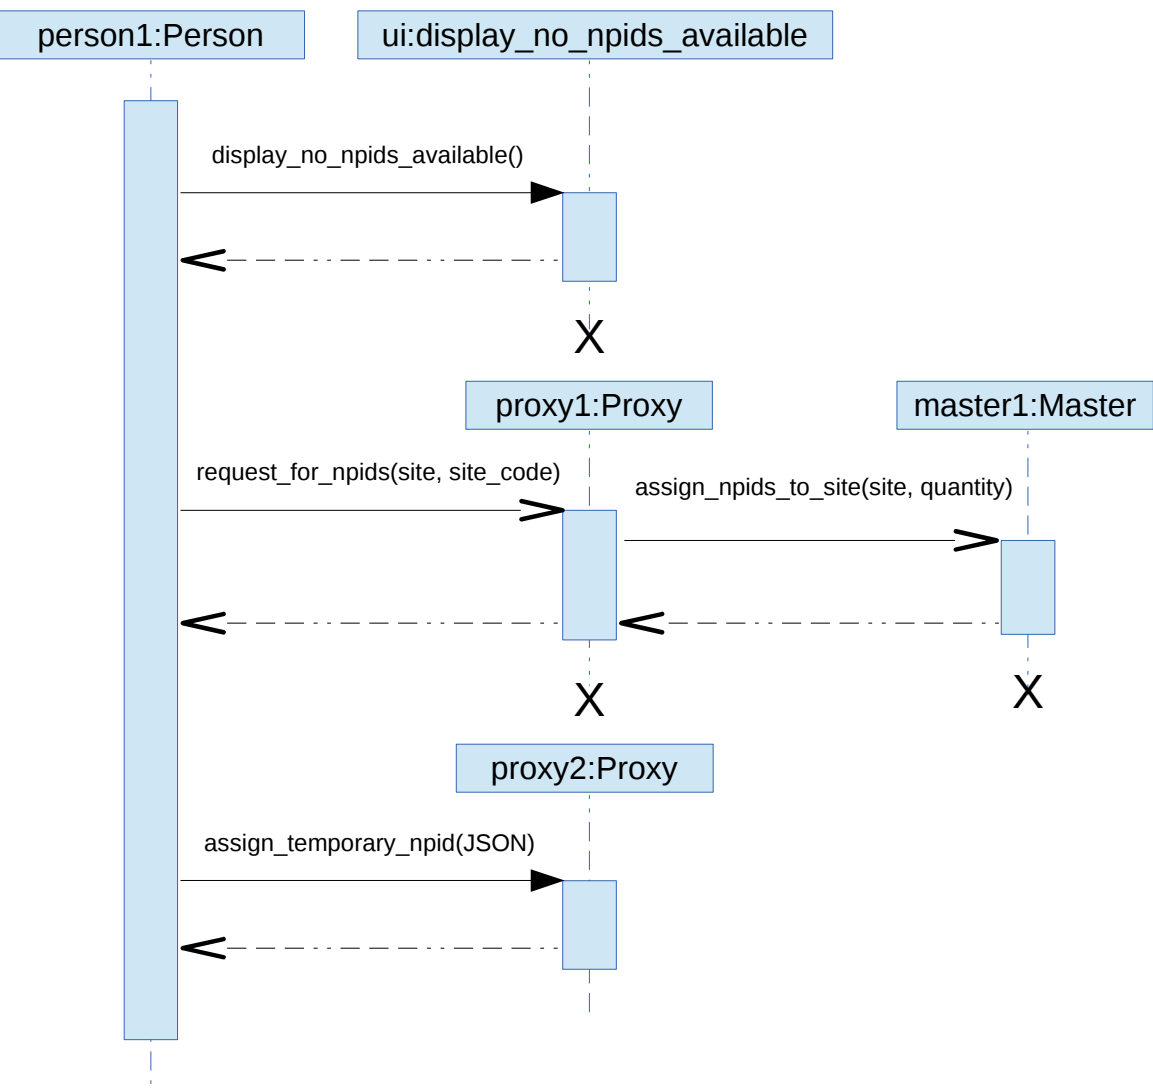 person1:Person
ui:display_no_npids_available
display_no_npids_available()
X
proxy1:Proxy
master1:Master
request_for_npids(site, site_code)
assign_npids_to_site(site, quantity)
X
X
proxy2:Proxy
assign_temporary_npid(JSON)